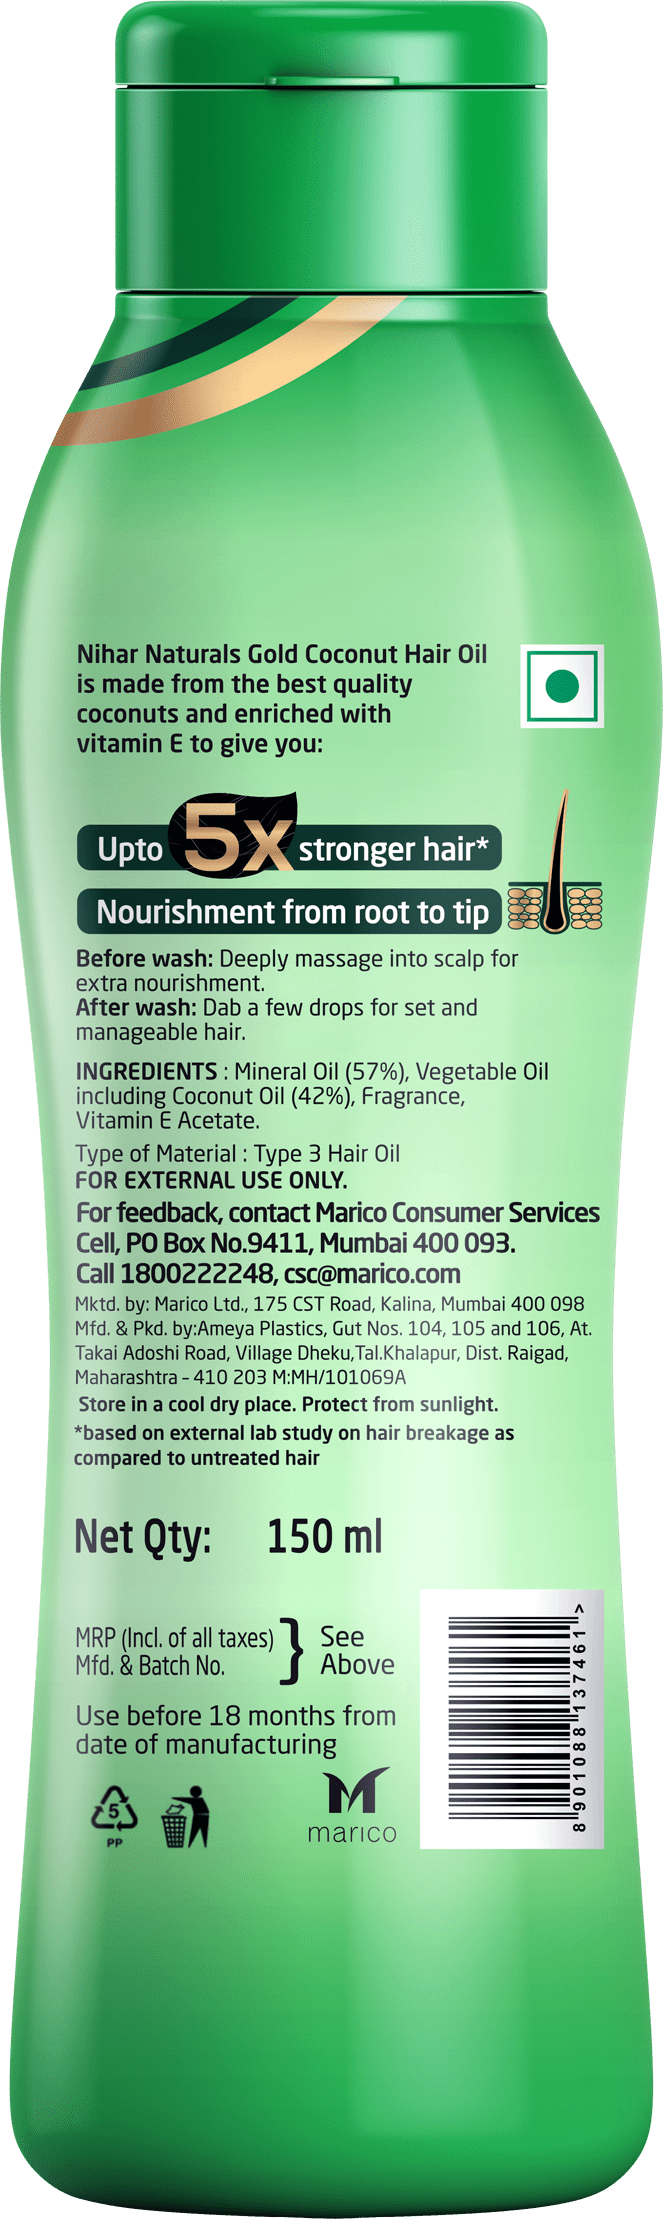 Nihar Naturals Gold Coconut Hair Oil
is made from the best quality
coconuts and enriched with
vitamin E to give you:
Upto 5x stronger hair*
Nourishment from root to tip
Before wash: Deeply massage into scalp for
extra nourishment.
After wash: Dab a few drops for set and
manageable hair.
INGREDIENTS : Mineral Oil (57%), Vegetable Oil
including Coconut Oil (42%), Fragrance,
Vitamin E Acetate.
Type of Material : Type 3 Hair Oil
FOR EXTERNAL USE ONLY.
For feedback, contact Marico Consumer Services
Cell, PO Box No.9411, Mumbai 400 093.
Call 1800222248, csc@marico.com
Mktd. by: Marico Ltd., 175 CST Road, Kalina, Mumbai 400 098
Mfd. & Pkd. by:Ameya Plastics, Gut Nos. 104, 105 and 106, At.
Takai Adoshi Road, Village Dheku,Tal.Khalapur, Dist. Raigad,
Maharashtra - 410 203 M:MH/101069A
Store in a cool dry place. Protect from sunlight.
*based on external lab study on hair breakage as
compared to untreated hair
Net Qty: 150 ml
MRP (Incl. of all taxes)
Mfd. & Batch No.
} See
Above
Use before 18 months from
date of manufacturing
5
PP
marico
8 901088 137461 >